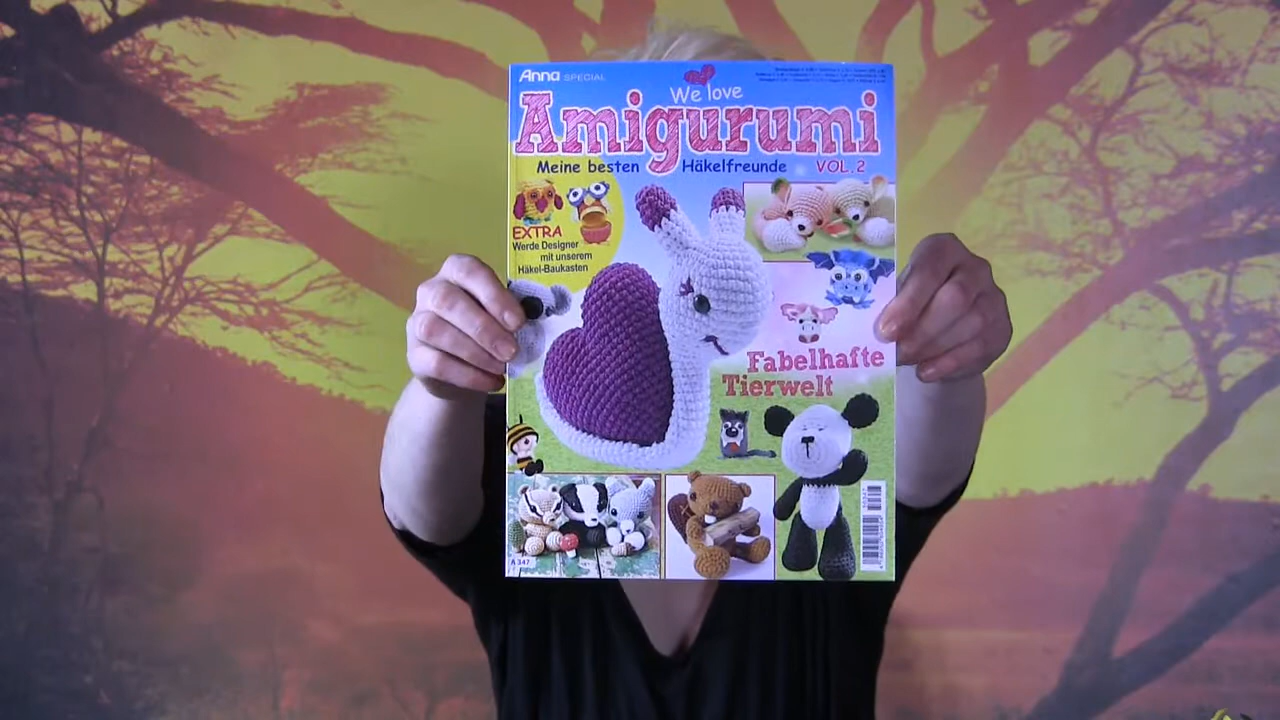 Anna SPECIAL
We love
Amigurumi
Meine besten Häkelfreunde VOL.2
EXTRA
Werde Designer
mit unserem
Häkel-Baukasten
Fabelhafte
Tierwelt
A 347